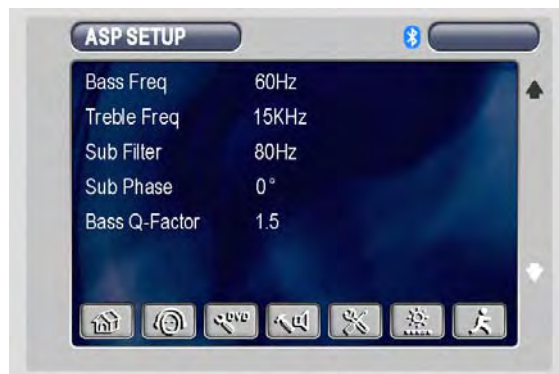 ASP SETUP
Bass Freq 60Hz
Treble Freq 15KHz
Sub Filter 80Hz
Sub Phase 0°
Bass Q-Factor 1.5
DVD